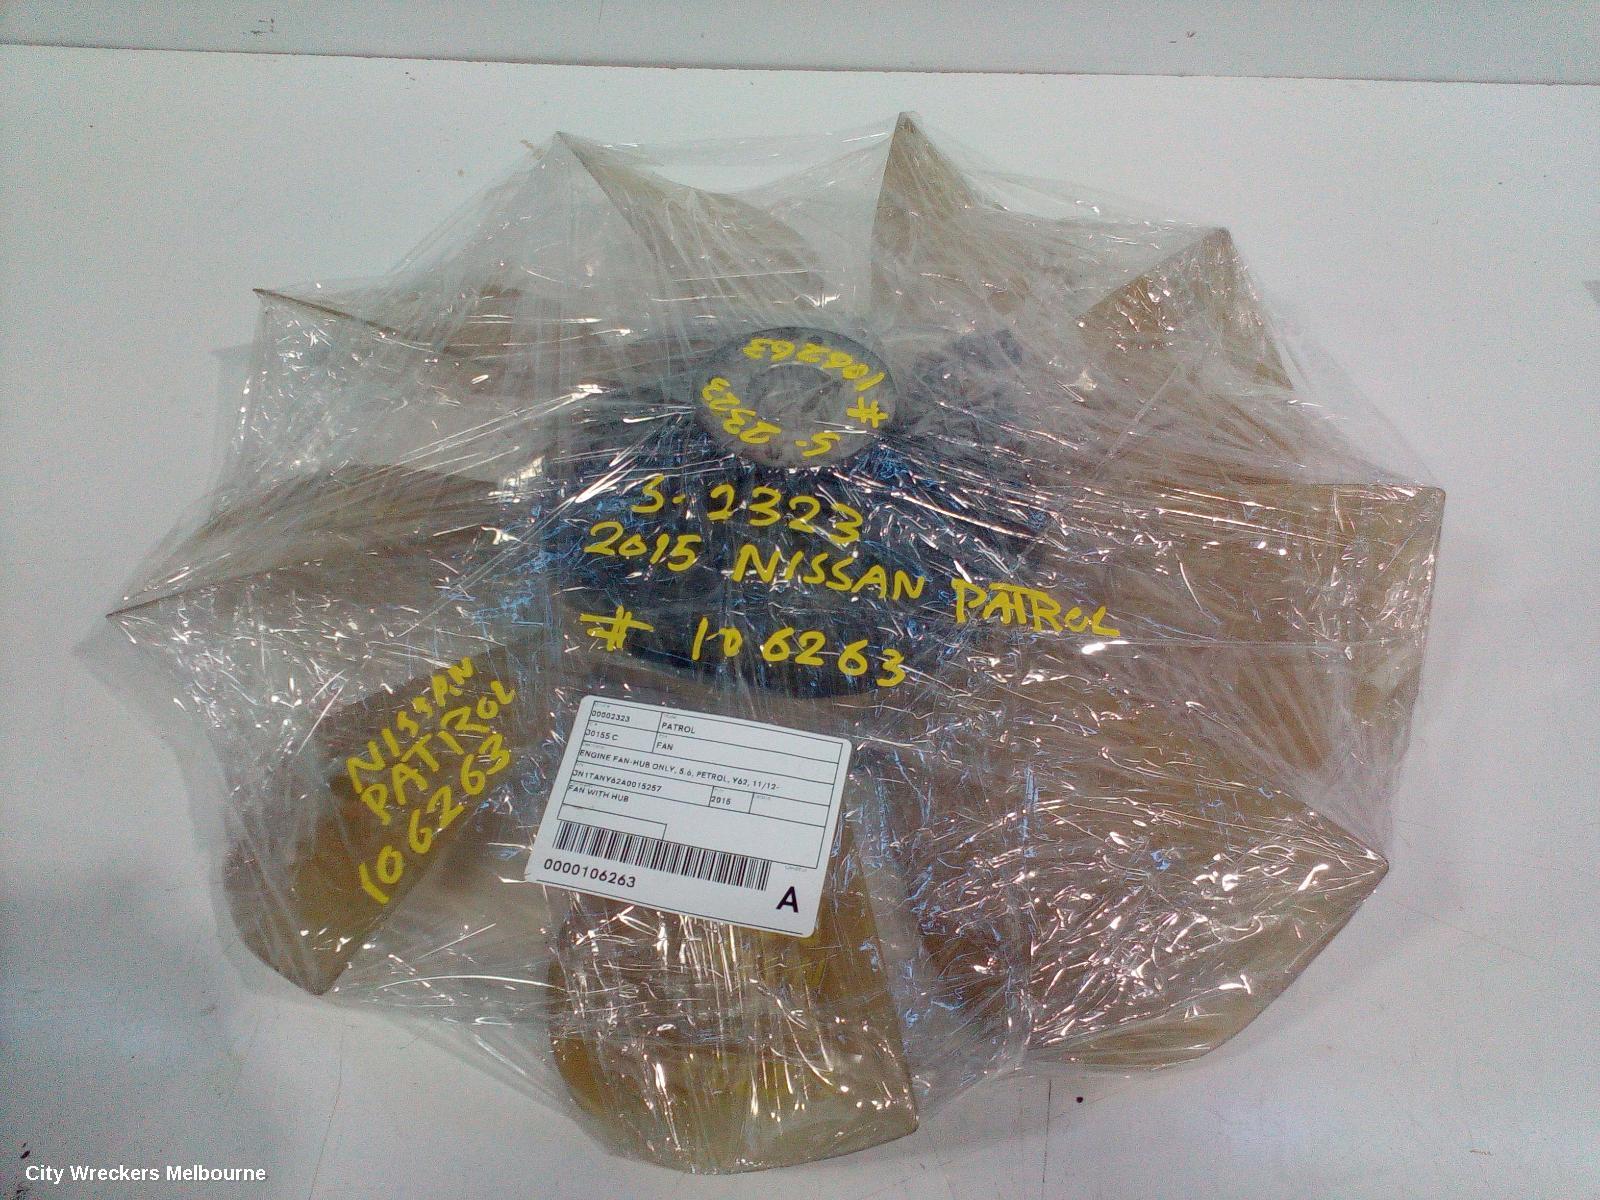 # 106263
S-2323
S-2323
2015 NISSAN PATROL
# 106263
NISSAN
PATROL
106263
00002323
PATROL
00155 C
FAN
ENGINE FAN-HUB ONLY, 5.6, PETROL, Y62, 11/12-
JN1TANY62A0015257
2015
FAN WITH HUB
0000106263
A
City Wreckers Melbourne